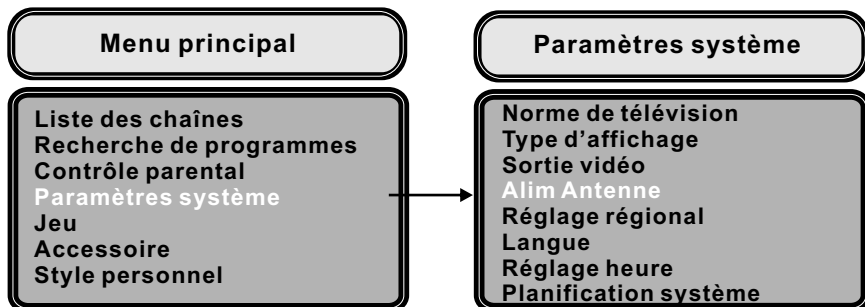 Menu principal
Liste des chaînes
Recherche de programmes
Contrôle parental
Paramètres système
Jeu
Accessoire
Style personnel
Paramètres système
Norme de télévision
Type d’affichage
Sortie vidéo
Alim Antenne
Réglage régional
Langue
Réglage heure
Planification système